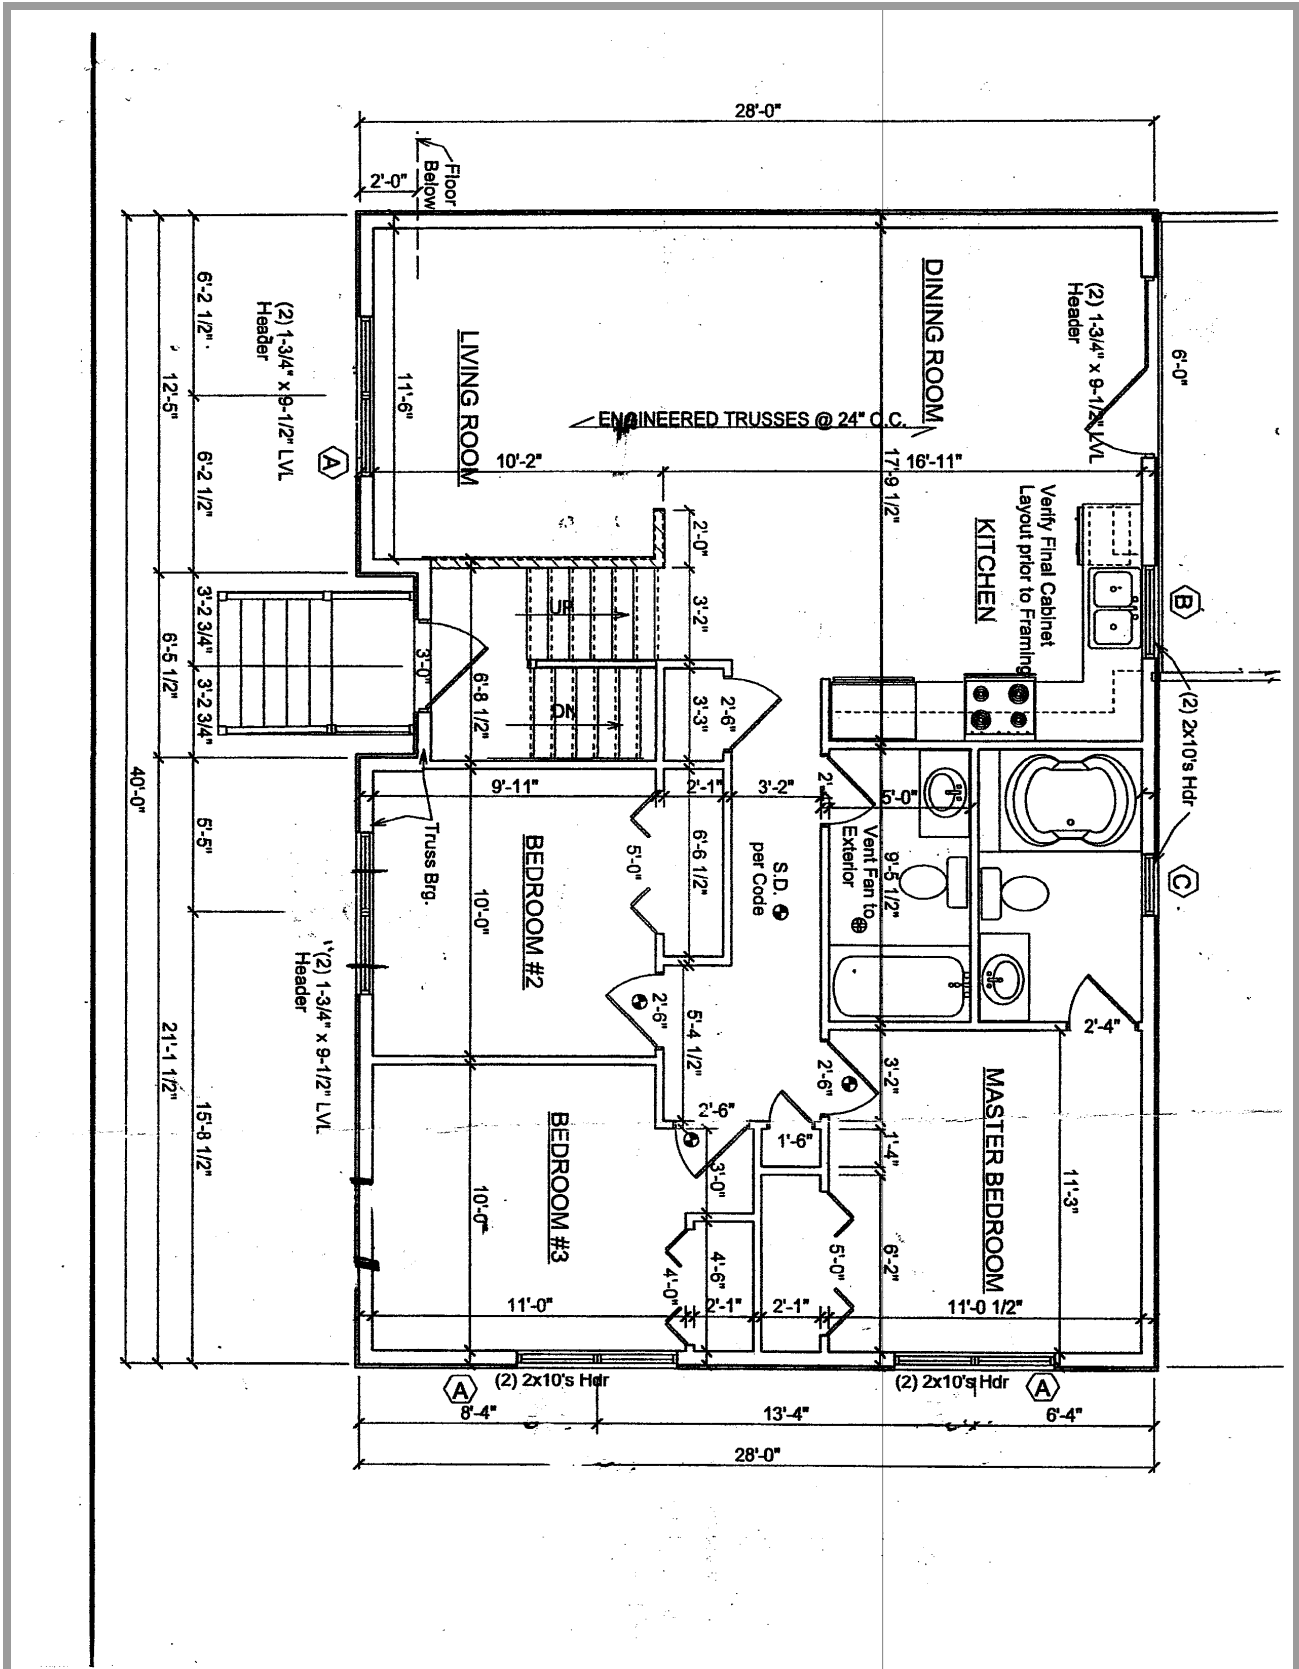 28'-0"
2'-0"
Floor
Below
6'-2 1/2"
12'-5"
6'-2 1/2"
(2) 1-3/4" x 9-1/2" LVL
Header
A
11'-6"
LIVING ROOM
DINING ROOM
(2) 1-3/4" x 9-1/2" LVL
Header
6'-0"
ENGINEERED TRUSSES @ 24" O.C.
10'-2"
16'-11"
17'-9 1/2"
Verify Final Cabinet
Layout prior to Framing
KITCHEN
2'-0"
3'-2"
UP
B
(2) 2x10's Hdr
3'-2 3/4"
6'-5 1/2"
3'-2 3/4"
3'-0"
6'-8 1/2"
DN
3'-3"
2'-6"
40'-0"
5'-5"
9'-11"
2'-1"
3'-2"
5'-0"
Truss Brg.
BEDROOM #2
5'-0"
6'-6 1/2"
S.D.
per Code
Vent Fan to
Exterior
9'-5 1/2"
C
10'-0"
(2) 1-3/4" x 9-1/2" LVL
Header
21'-1 1/2"
15'-8 1/2"
2'-6"
5'-4 1/2"
2'-4"
2'-6"
3'-2"
MASTER BEDROOM
2'-6"
1'-6"
1'-4"
11'-3"
BEDROOM #3
10'-0"
3'-0"
4'-6"
4'-0"
5'-0"
6'-2"
11'-0"
2'-1"
2'-1"
11'-0 1/2"
(2) 2x10's Hdr
A
(2) 2x10's Hdr
A
8'-4"
13'-4"
6'-4"
28'-0"